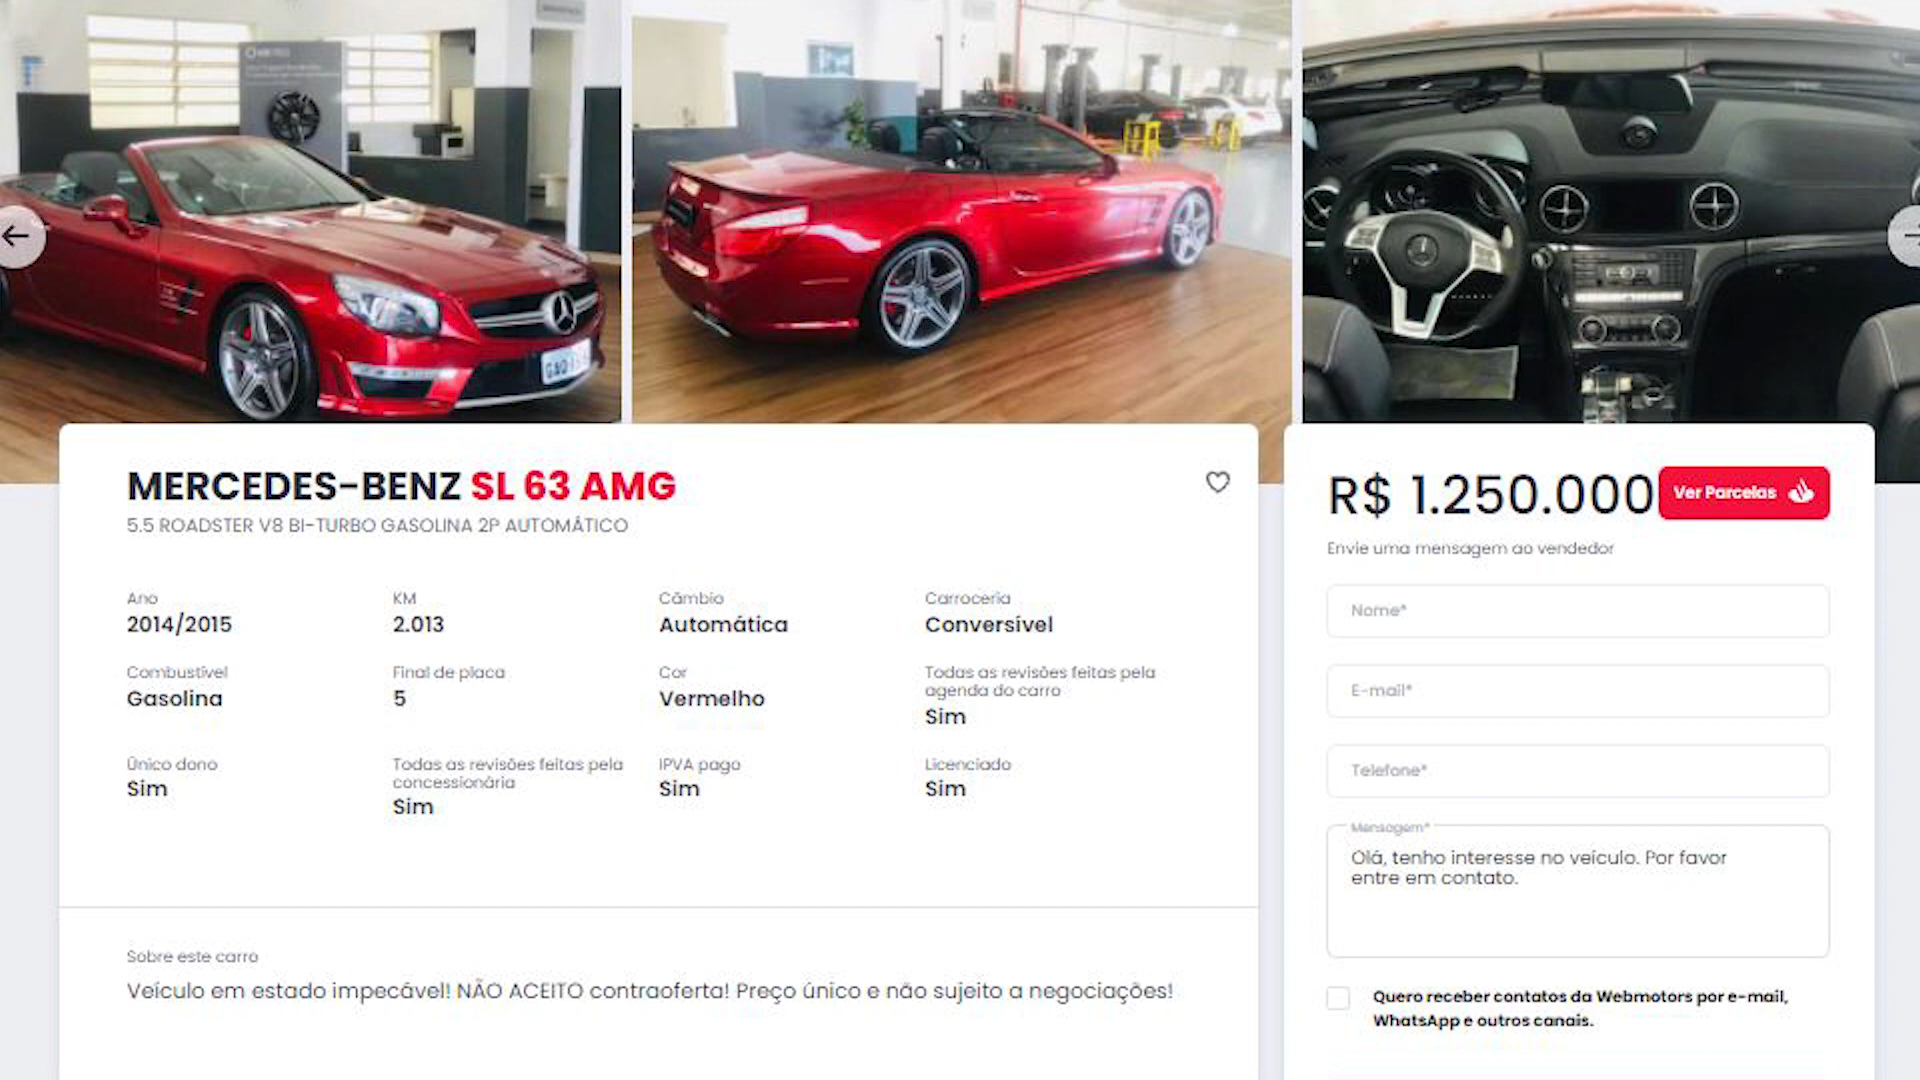 MERCEDES-BENZ SL 63 AMG
5.5 ROADSTER V8 BI-TURBO GASOLINA 2P AUTOMÁTICO
Ano
2014/2015
KM
2.013
Câmbio
Automática
Carroceria
Conversível
Combustível
Gasolina
Final de placa
5
Cor
Vermelho
Todas as revisões feitas pela
agenda do carro
Sim
Único dono
Sim
Todas as revisões feitas pela
concessionária
Sim
IPVA pago
Sim
Licenciado
Sim
Sobre este carro
Veículo em estado impecável! NÃO ACEITO contraoferta! Preço único e não sujeito a negociações!
R$ 1.250.000
Ver Parcelas
Envie uma mensagem ao vendedor
Nome*
E-mail*
Telefone*
Mensagem*
Olá, tenho interesse no veículo. Por favor
entre em contato.
Quero receber contatos da Webmotors por e-mail,
WhatsApp e outros canais.